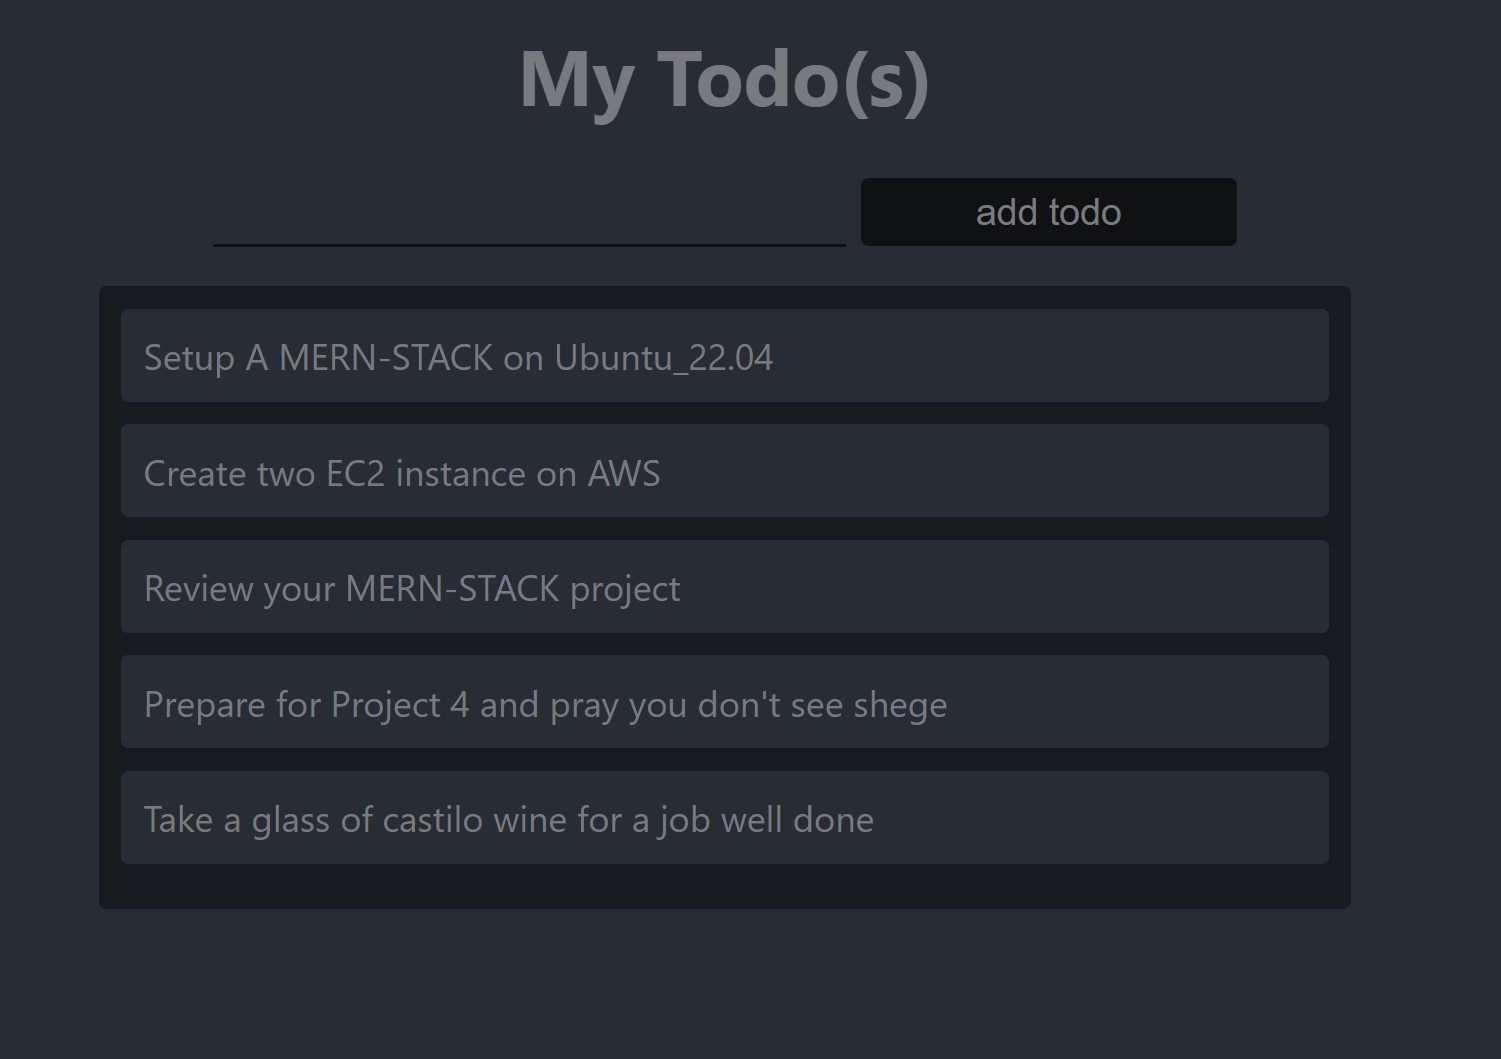 My Todo(s)
add todo
Setup A MERN-STACK on Ubuntu_22.04
Create two EC2 instance on AWS
Review your MERN-STACK project
Prepare for Project 4 and pray you don't see shege
Take a glass of castilo wine for a job well done